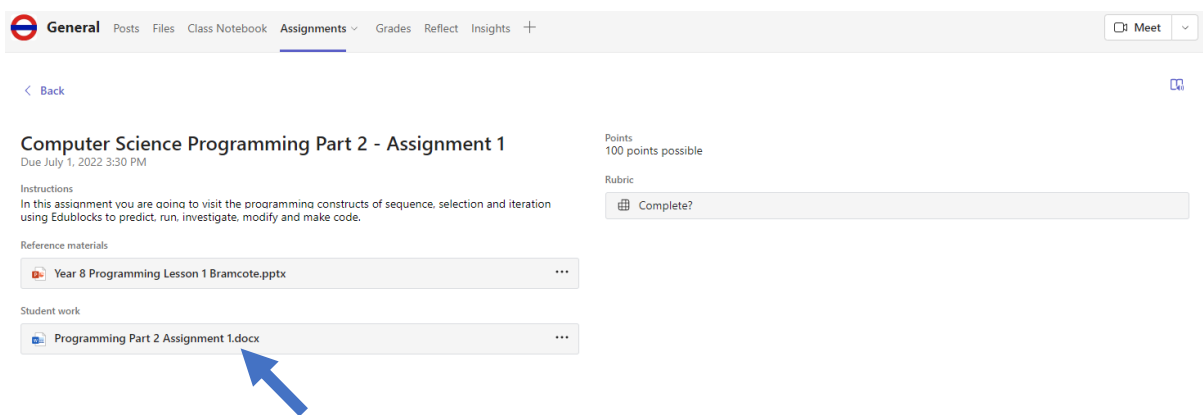 General Posts Files Class Notebook Assignments Grades Reflect Insights Meet
Back
Computer Science Programming Part 2 - Assignment 1
Due July 1, 2022 3:30 PM
Instructions
In this assignment you are going to visit the programming constructs of sequence, selection and iteration
using Edublocks to predict, run, investigate, modify and make code.
Reference materials
Year 8 Programming Lesson 1 Bramcote.pptx
Student work
Programming Part 2 Assignment 1.docx
Points
100 points possible
Rubric
Complete?